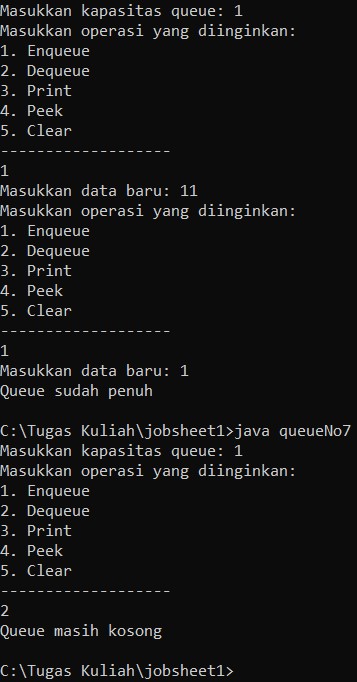 Masukkan kapasitas queue: 1
Masukkan operasi yang diinginkan:
1. Enqueue
2. Dequeue
3. Print
4. Peek
5. Clear
-------------------
1
Masukkan data baru: 11
Masukkan operasi yang diinginkan:
1. Enqueue
2. Dequeue
3. Print
4. Peek
5. Clear
-------------------
1
Masukkan data baru: 1
Queue sudah penuh
C:\Tugas Kuliah\jobsheet1>java queueNo7
Masukkan kapasitas queue: 1
Masukkan operasi yang diinginkan:
1. Enqueue
2. Dequeue
3. Print
4. Peek
5. Clear
-------------------
2
Queue masih kosong
C:\Tugas Kuliah\jobsheet1>